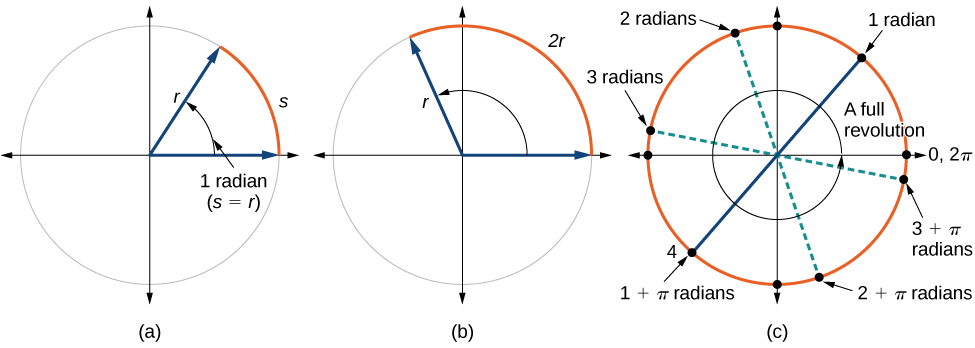 r
s
1 radian
(s = r)
(a)
2r
r
(b)
2 radians
1 radian
3 radians
A full
revolution
0, 2π
3 + π
radians
4
1 + π radians
2 + π radians
(c)